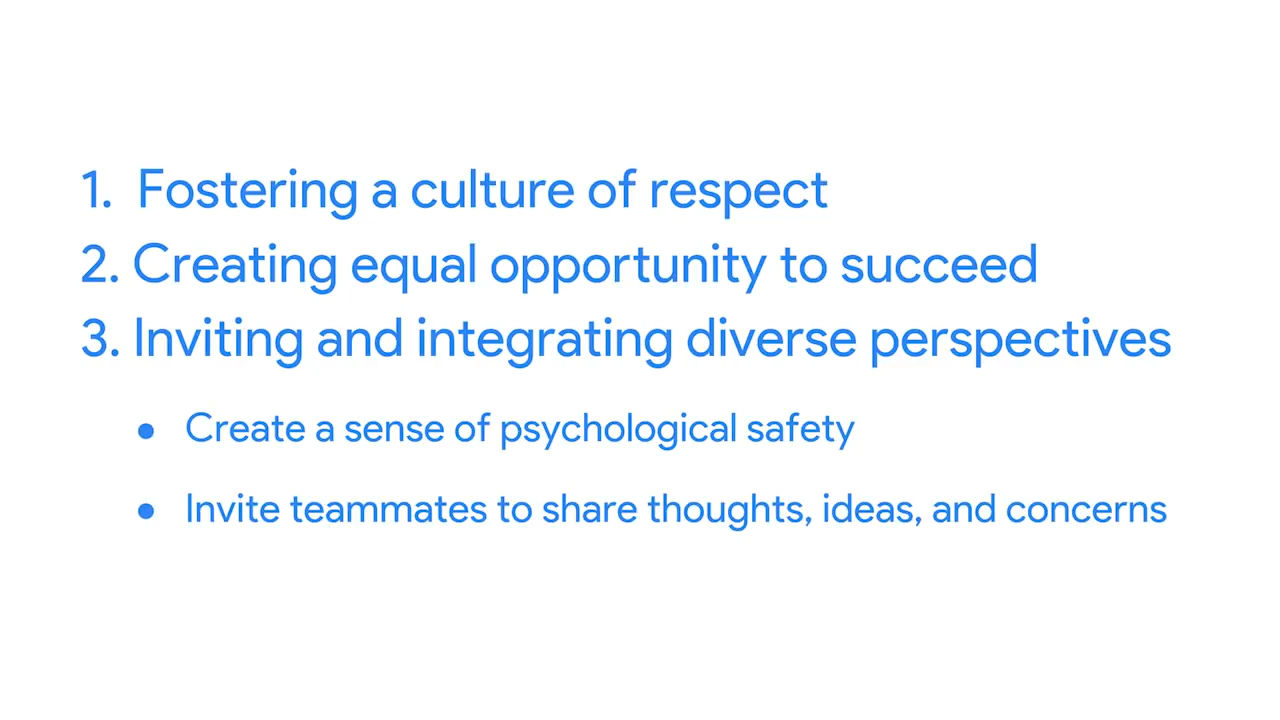 1. Fostering a culture of respect
2. Creating equal opportunity to succeed
3. Inviting and integrating diverse perspectives
● Create a sense of psychological safety
● Invite teammates to share thoughts, ideas, and concerns